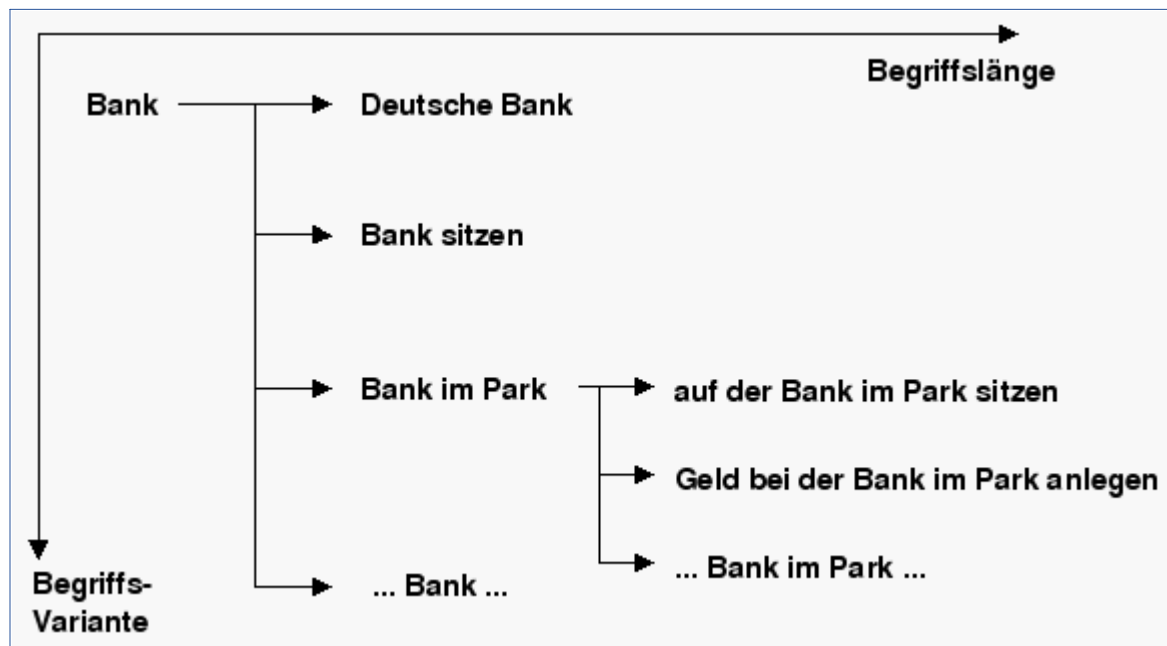 Begriffslänge
Bank
Deutsche Bank
Bank sitzen
Bank im Park
auf der Bank im Park sitzen
Geld bei der Bank im Park anlegen
... Bank im Park ...
... Bank ...
Begriffs-
Variante